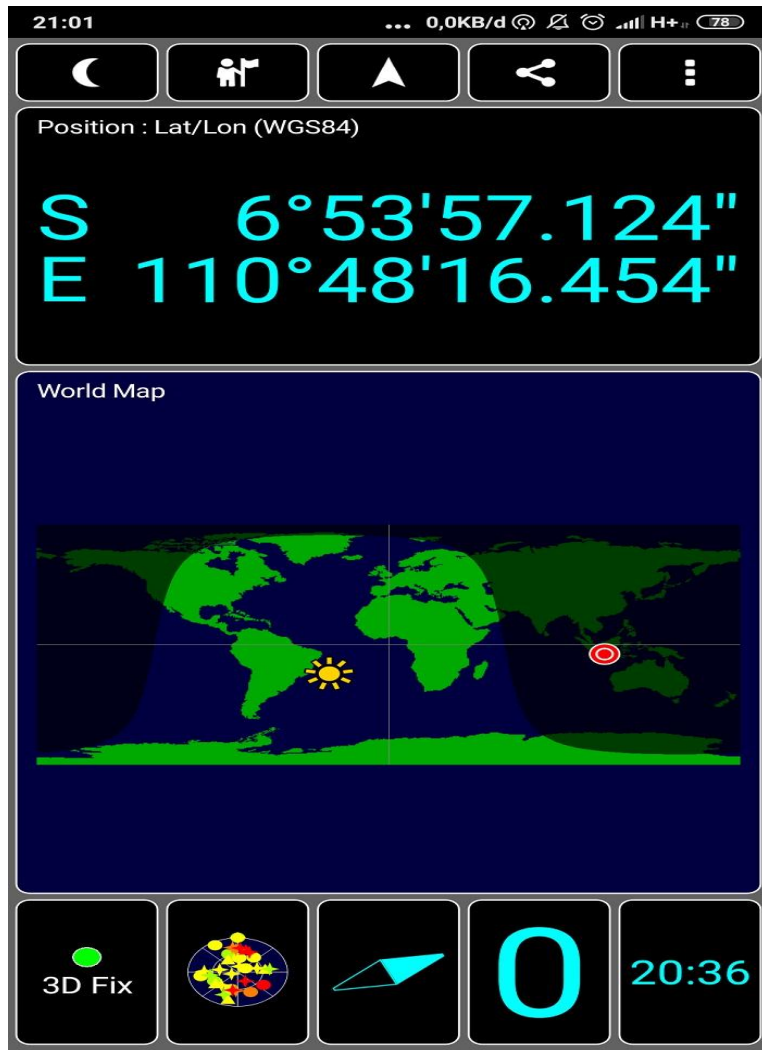 21:01 ... 0,0KB/d H+ 78
Position : Lat/Lon (WGS84)
S 6°53'57.124"
E 110°48'16.454"
World Map
3D Fix
0
20:36